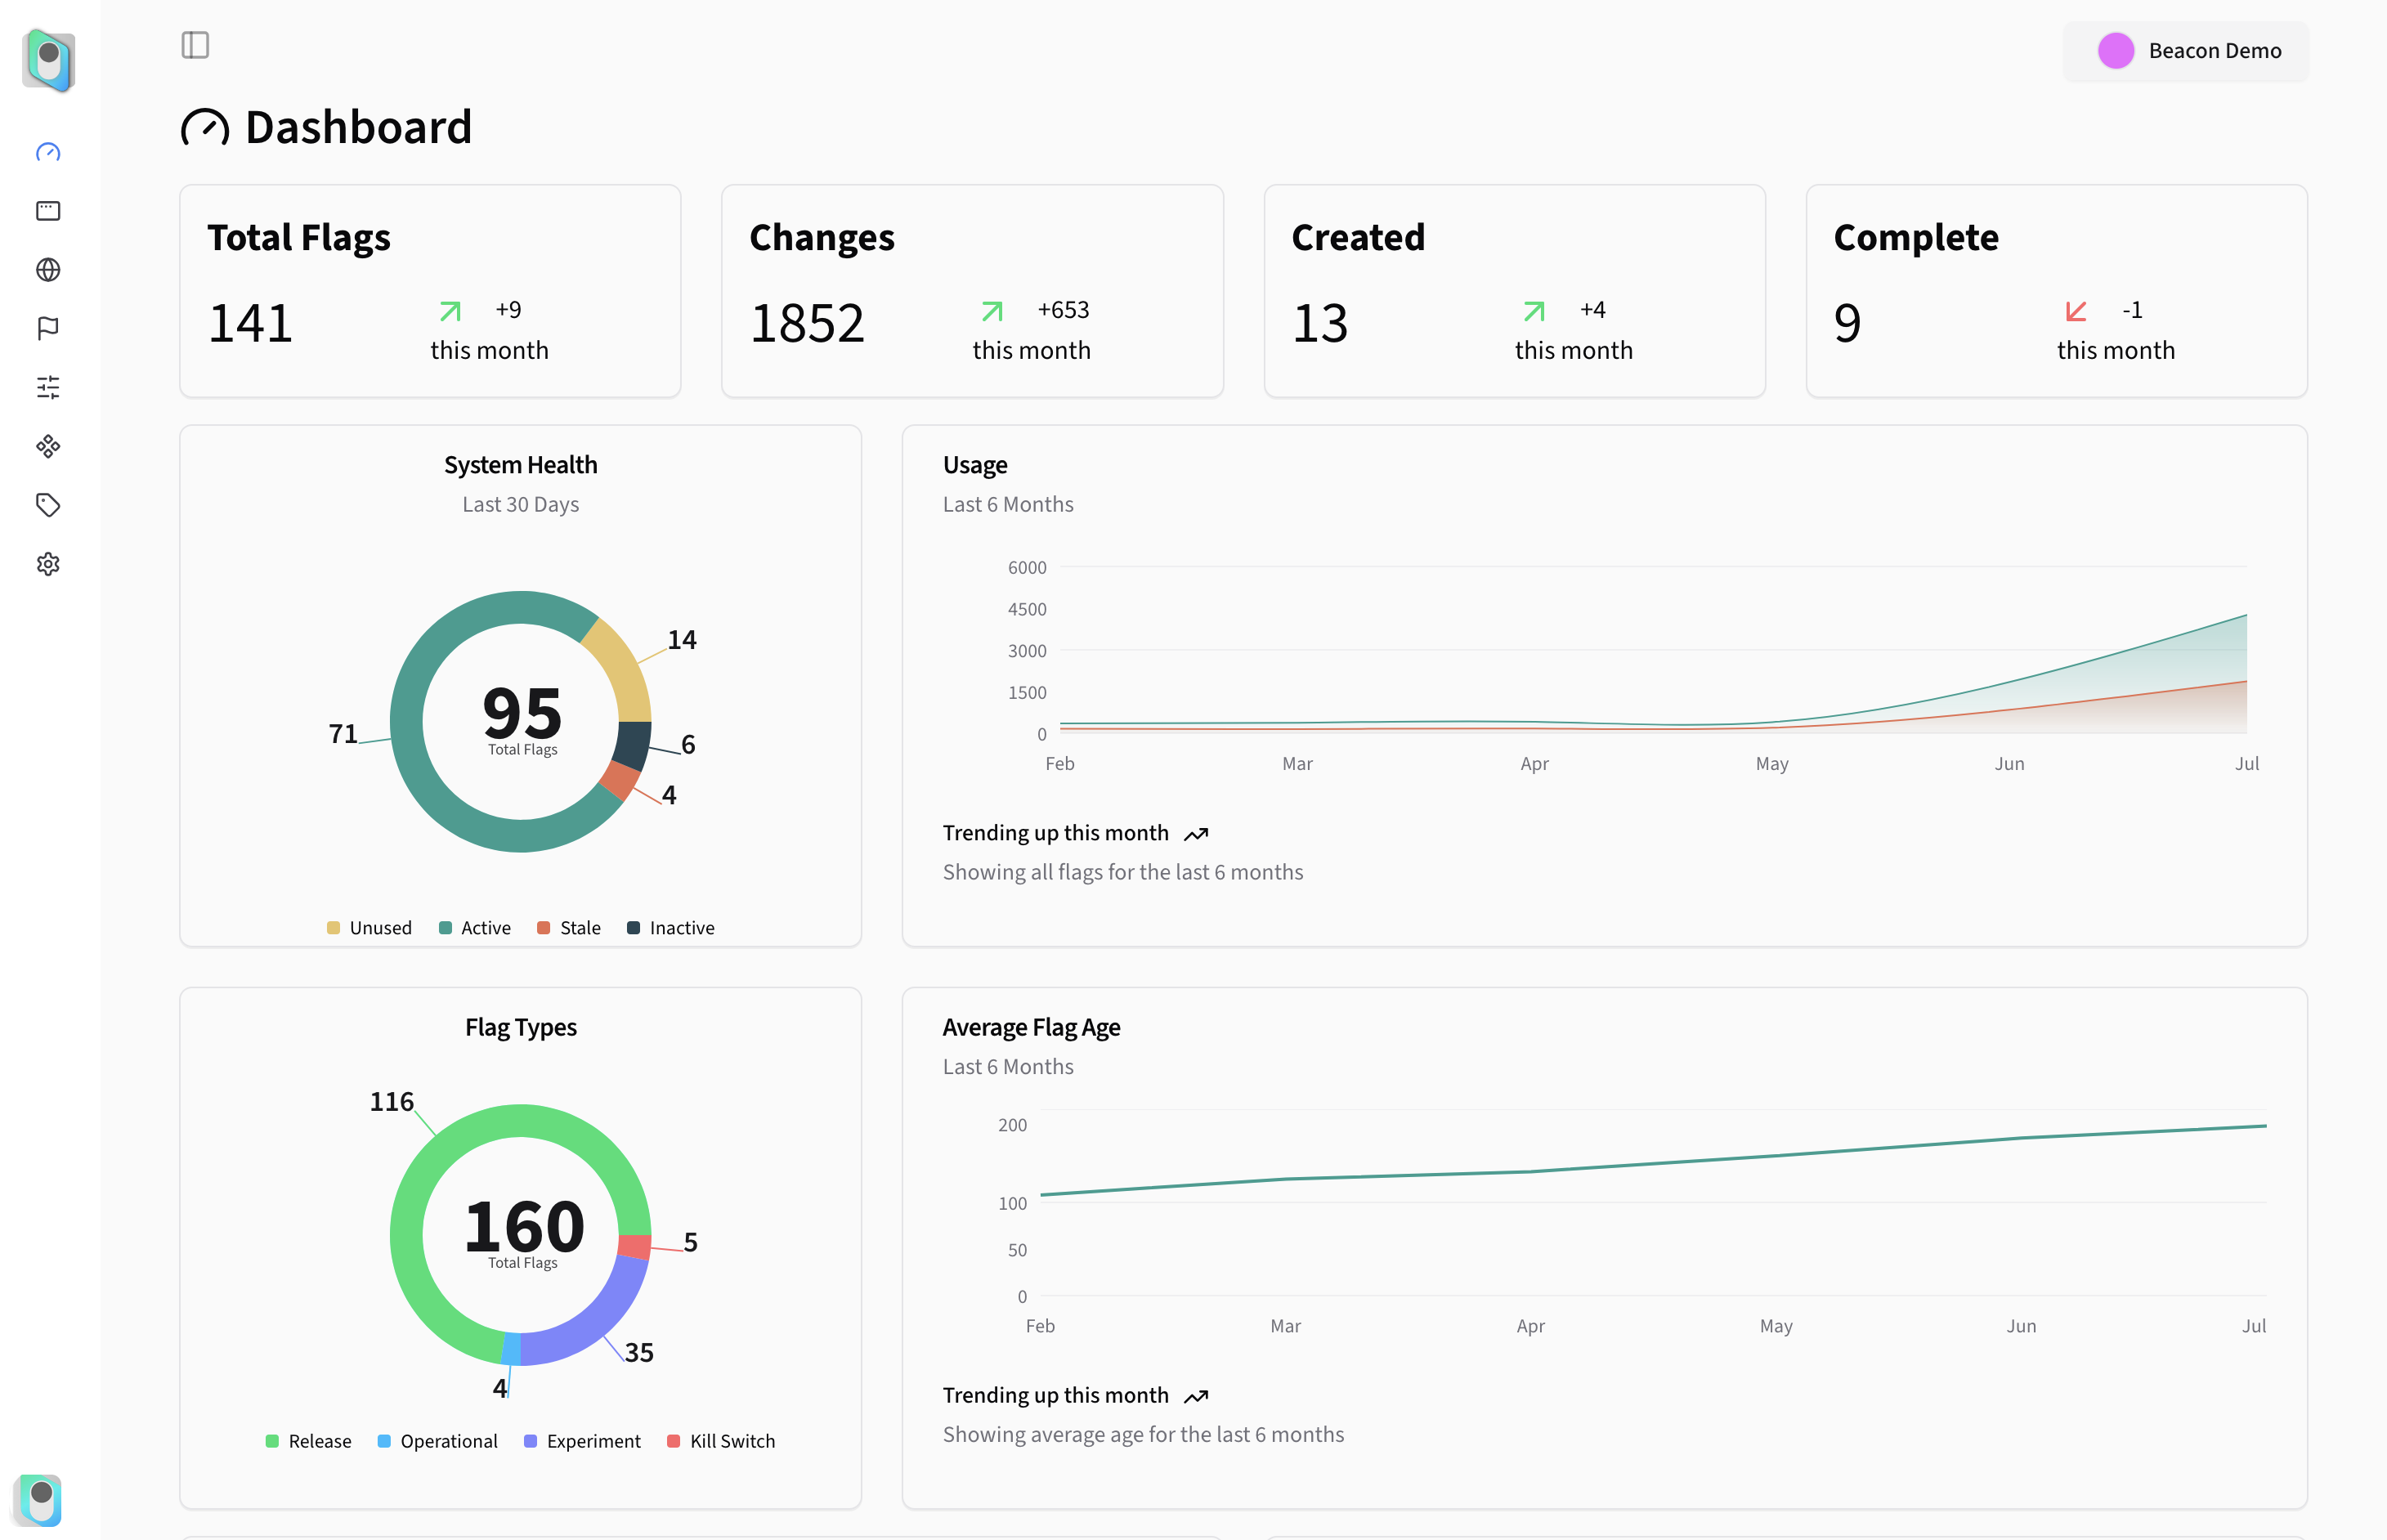 Beacon Demo
Dashboard
Total Flags
141
+9
this month
Changes
1852
+653
this month
Created
13
+4
this month
Complete
9
-1
this month
System Health
Last 30 Days
14
71
95
Total Flags
6
4
Unused
Active
Stale
Inactive
Usage
Last 6 Months
6000
4500
3000
1500
0
Feb
Mar
Apr
May
Jun
Jul
Trending up this month
Showing all flags for the last 6 months
Flag Types
116
160
Total Flags
5
35
4
Release
Operational
Experiment
Kill Switch
Average Flag Age
Last 6 Months
200
100
50
0
Feb
Mar
Apr
May
Jun
Jul
Trending up this month
Showing average age for the last 6 months